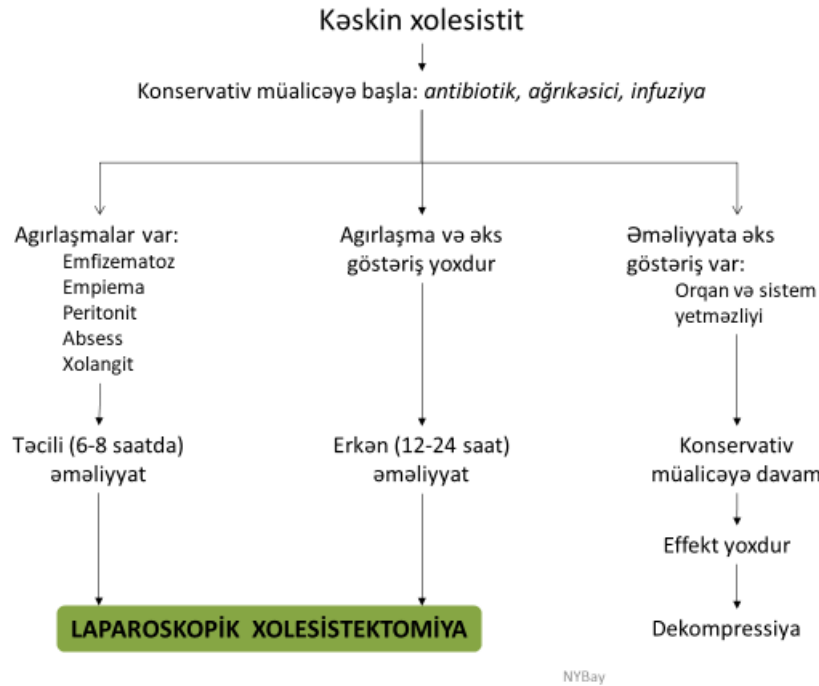 Kəskin xolesistit
Konservativ müalicəyə başla: antibiotik, ağrıkəsici, infuziya
Agırlaşmalar var:
Emfizematoz
Empiema
Peritonit
Absess
Xolangit
Təcili (6-8 saatda)
əməliyyat
Agırlaşma və əks
göstəriş yoxdur
Erkən (12-24 saat)
əməliyyat
LAPAROSKOPİK XOLESİSTEKTOMİYA
Əməliyyata əks
göstəriş var:
Orqan və sistem
yetməzliyi
Konservativ
müalicəyə davam
Effekt yoxdur
Dekompressiya
NYBay